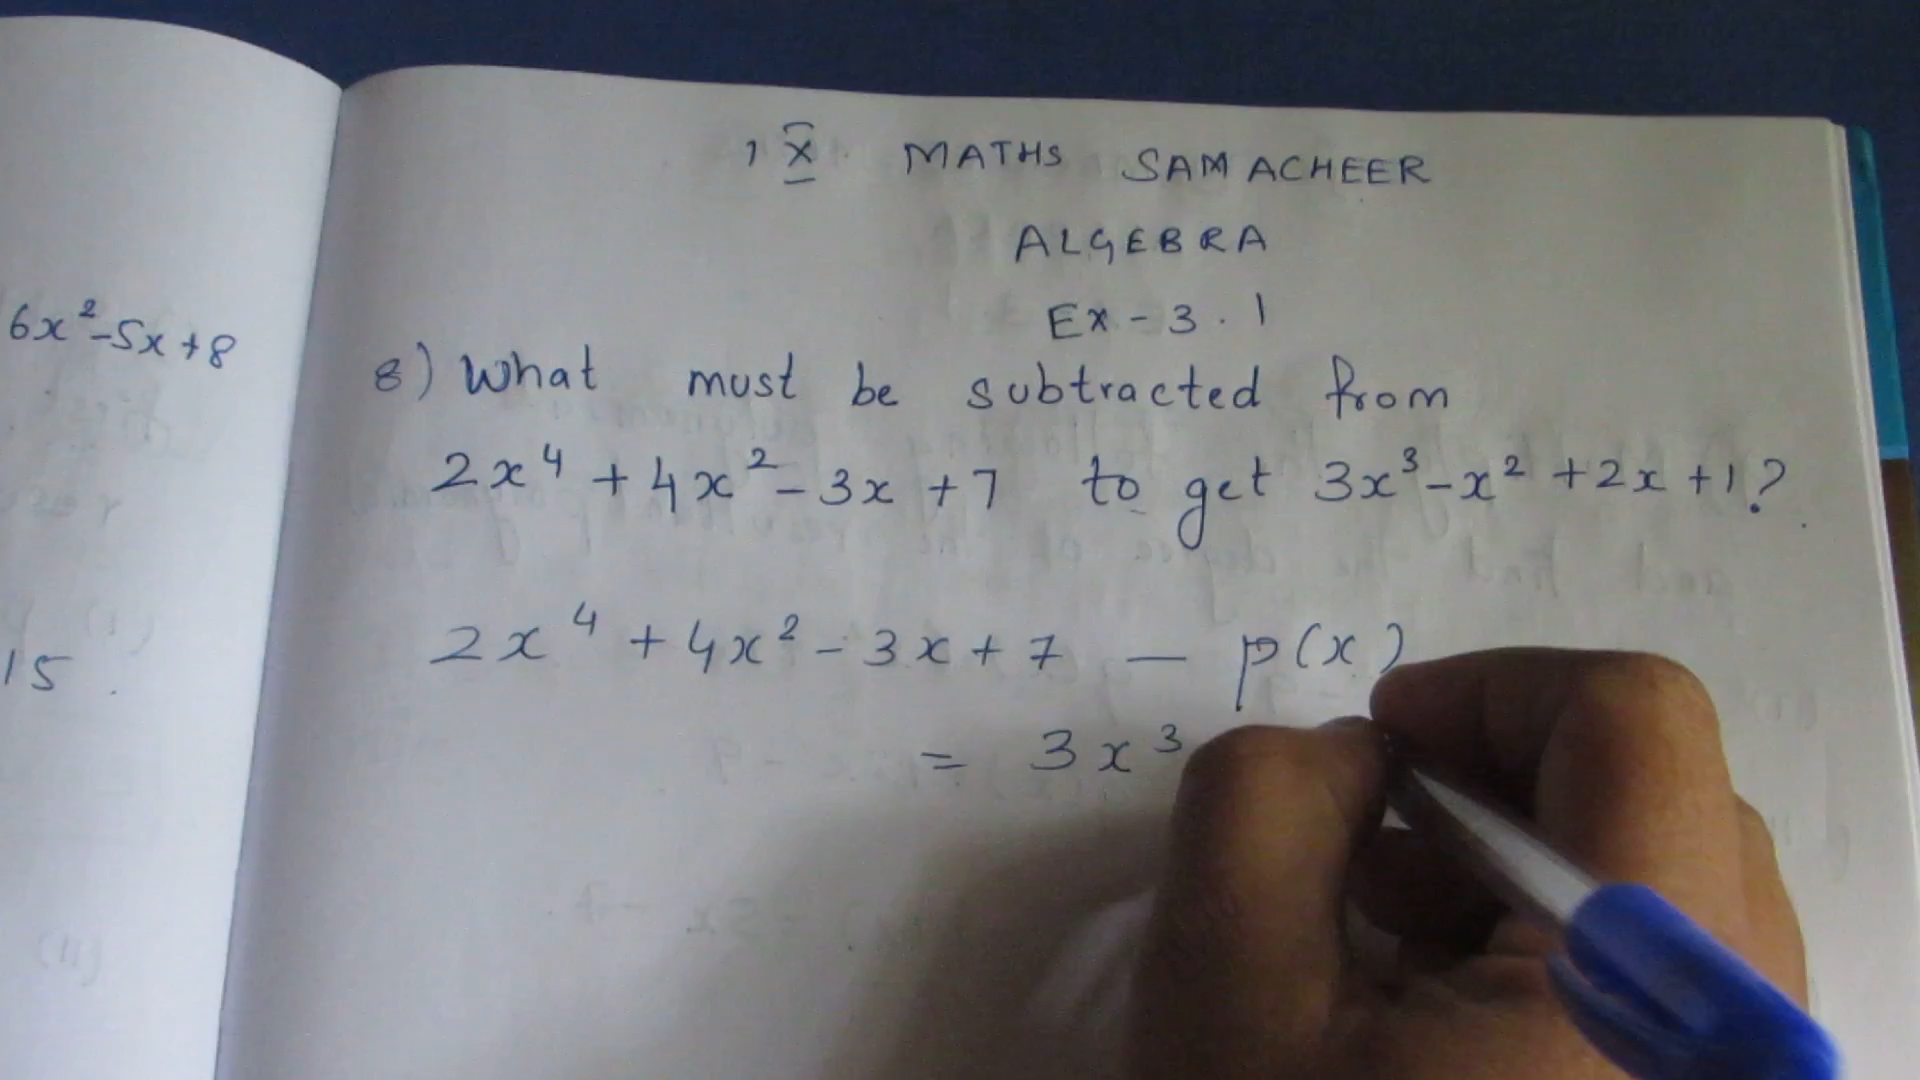 6x²-5x+8
15
IX MATHS SAMACHEER
ALGEBRA
Ex-3.1
8) What must be subtracted from
2x⁴ + 4x² - 3x + 7 to get 3x³ - x² + 2x + 1?
2x⁴ + 4x² - 3x + 7 - p(x)
= 3x³